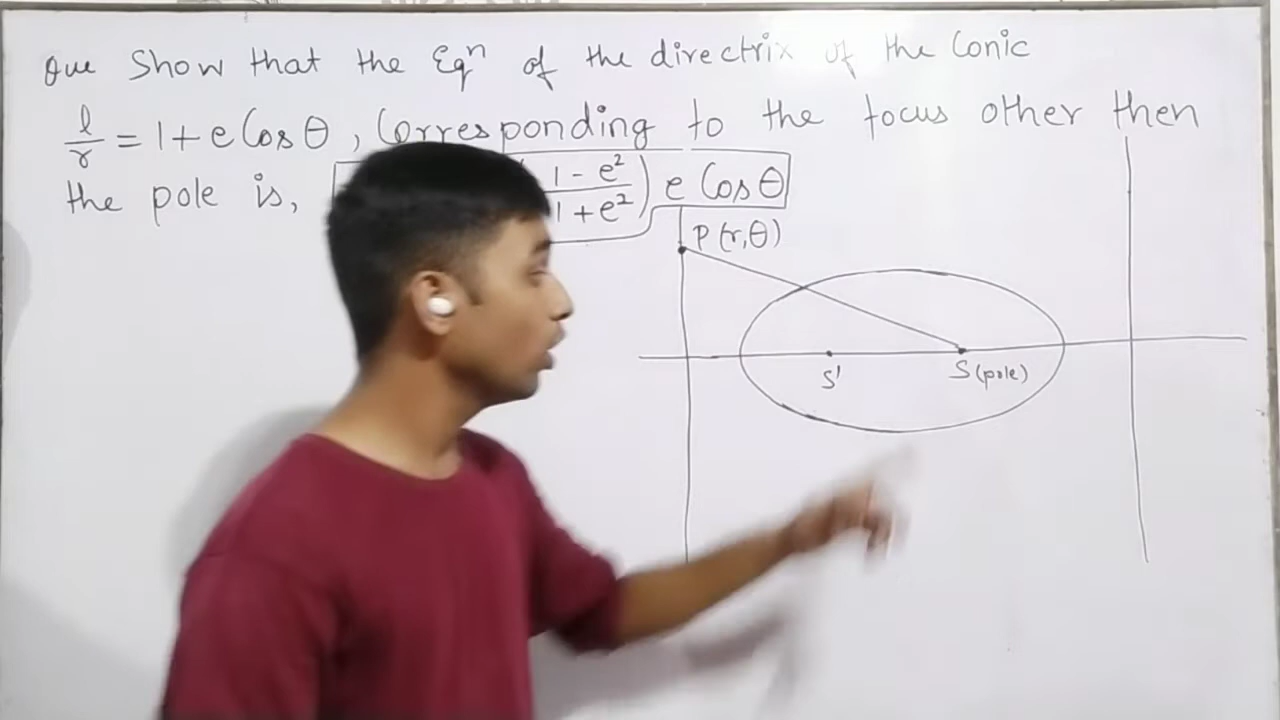 Que Show that the Eqⁿ of the directrix of the Conic
l/r = 1 + e Cos θ , Corresponding to the focus other then
the pole is, (1 - e²/1 + e²) e Cos θ
P(r,θ)
S'
S(pole)